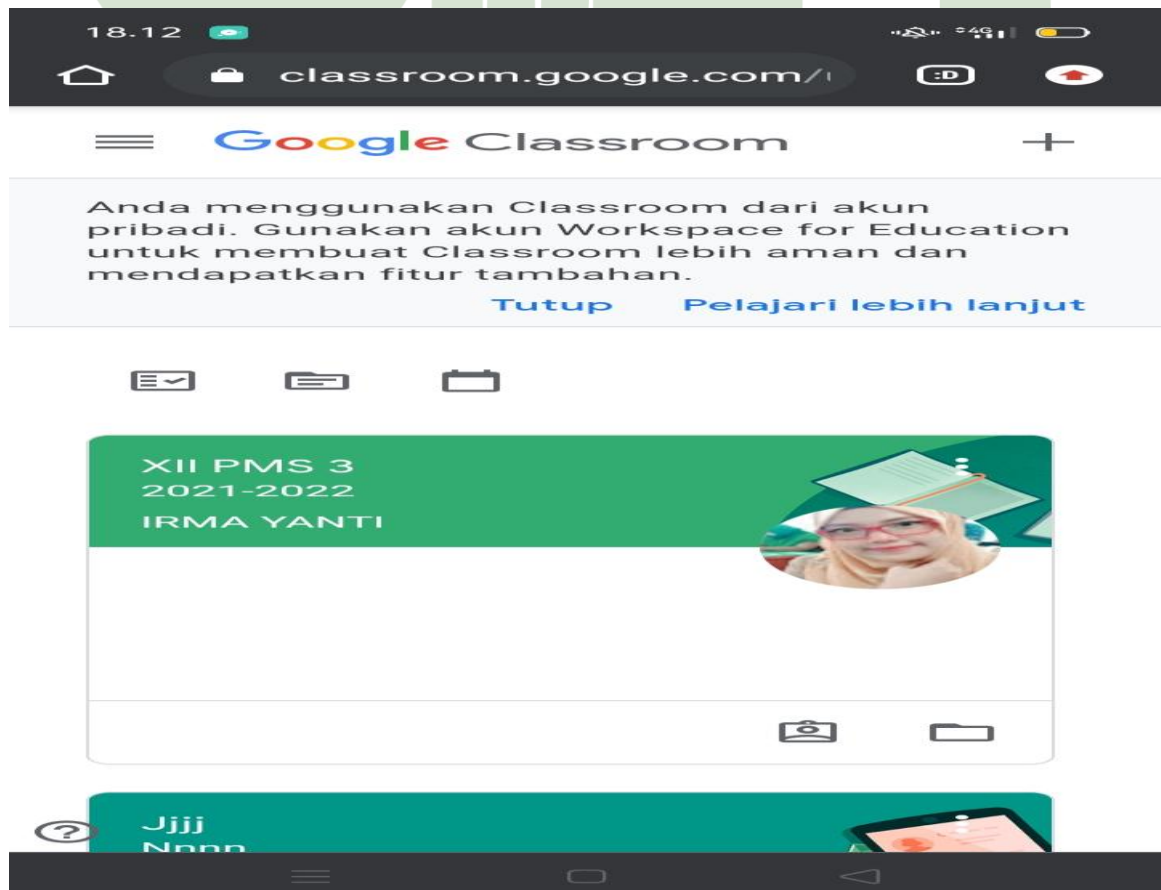 18.12
4G
classroom.google.com/
:D
Google Classroom
Anda menggunakan Classroom dari akun
pribadi. Gunakan akun Workspace for Education
untuk membuat Classroom lebih aman dan
mendapatkan fitur tambahan.
Tutup Pelajari lebih lanjut
XII PMS 3
2021-2022
IRMA YANTI
Jjjj
Nnnn